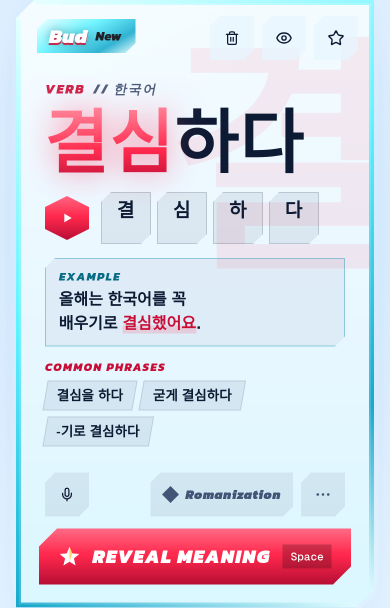 Bud New
VERB // 한국어
결심하다
결 심 하 다
EXAMPLE
올해는 한국어를 꼭
배우기로 결심했어요.
COMMON PHRASES
결심을 하다 굳게 결심하다
-기로 결심하다
Romanization
REVEAL MEANING Space